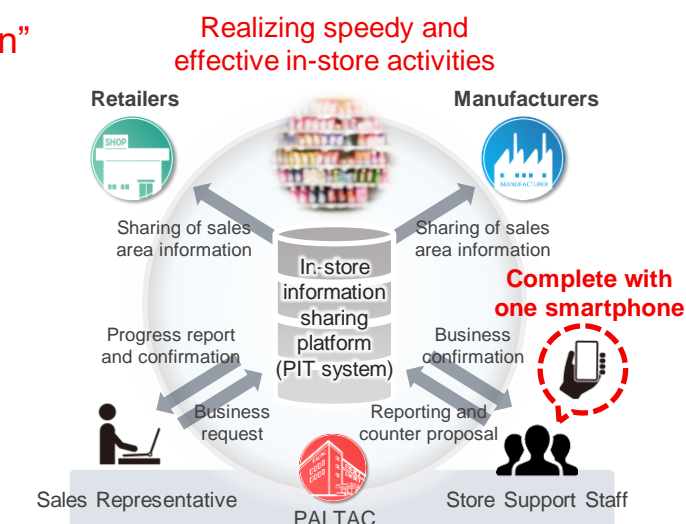 n”
Realizing speedy and
effective in-store activities
Retailers
Manufacturers
SHOP
MANUFACTURER
Sharing of sales
area information
Sharing of sales
area information
In-store
information
sharing
platform
(PIT system)
Complete with
one smartphone
Progress report
and confirmation
Business
confirmation
Business
request
Reporting and
counter proposal
PALTAC
Sales Representative
Store Support Staff
PALTAC